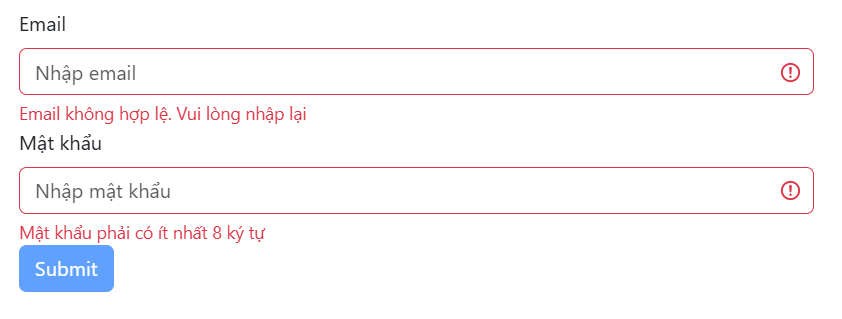 Email
Nhập email
Email không hợp lệ. Vui lòng nhập lại
Mật khẩu
Nhập mật khẩu
Mật khẩu phải có ít nhất 8 ký tự
Submit